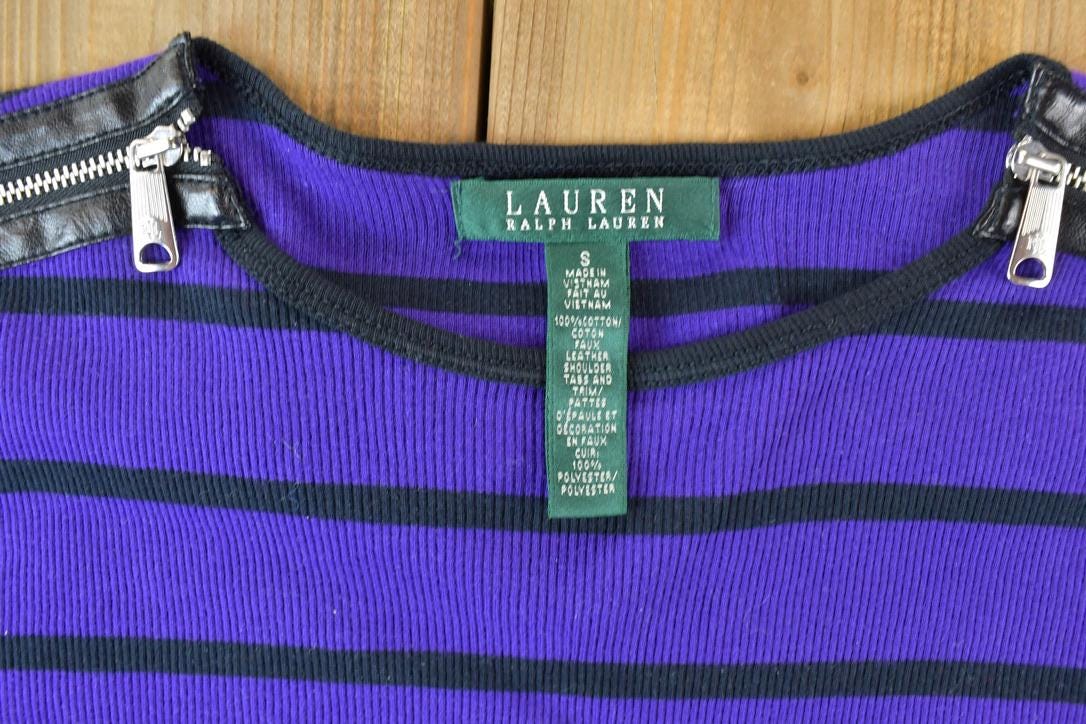 LAUREN
RALPH LAUREN
S
MADE IN
VIETNAM
FAIT AU
VIETNAM
100%COTTON/
COTON
FAUX
LEATHER
SHOULDER
TABS AND
TRIM/
PATTES
D'ÉPAULE ET
DÉCORATION
EN FAUX
CUIR:
100%
POLYESTER/
POLYESTER